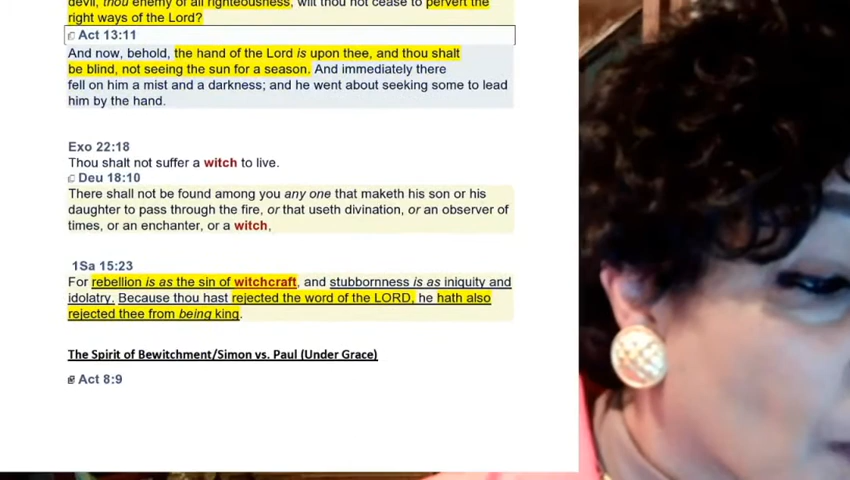 devil, thou enemy of all righteousness, wilt thou not cease to pervert the
right ways of the Lord?
Act 13:11
And now, behold, the hand of the Lord is upon thee, and thou shalt
be blind, not seeing the sun for a season. And immediately there
fell on him a mist and a darkness; and he went about seeking some to lead
him by the hand.
Exo 22:18
Thou shalt not suffer a witch to live.
Deu 18:10
There shall not be found among you any one that maketh his son or his
daughter to pass through the fire, or that useth divination, or an observer of
times, or an enchanter, or a witch,
1Sa 15:23
For rebellion is as the sin of witchcraft, and stubbornness is as iniquity and
idolatry. Because thou hast rejected the word of the LORD, he hath also
rejected thee from being king.
The Spirit of Bewitchment/Simon vs. Paul (Under Grace)
Act 8:9